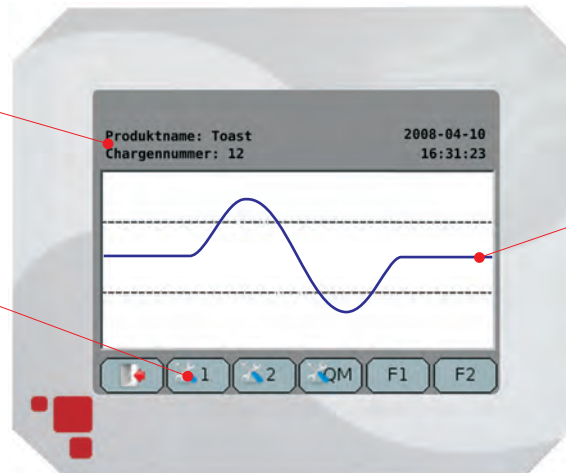 Produktname: Toast 2008-04-10
Chargennummer: 12 16:31:23
1 2 QM F1 F2